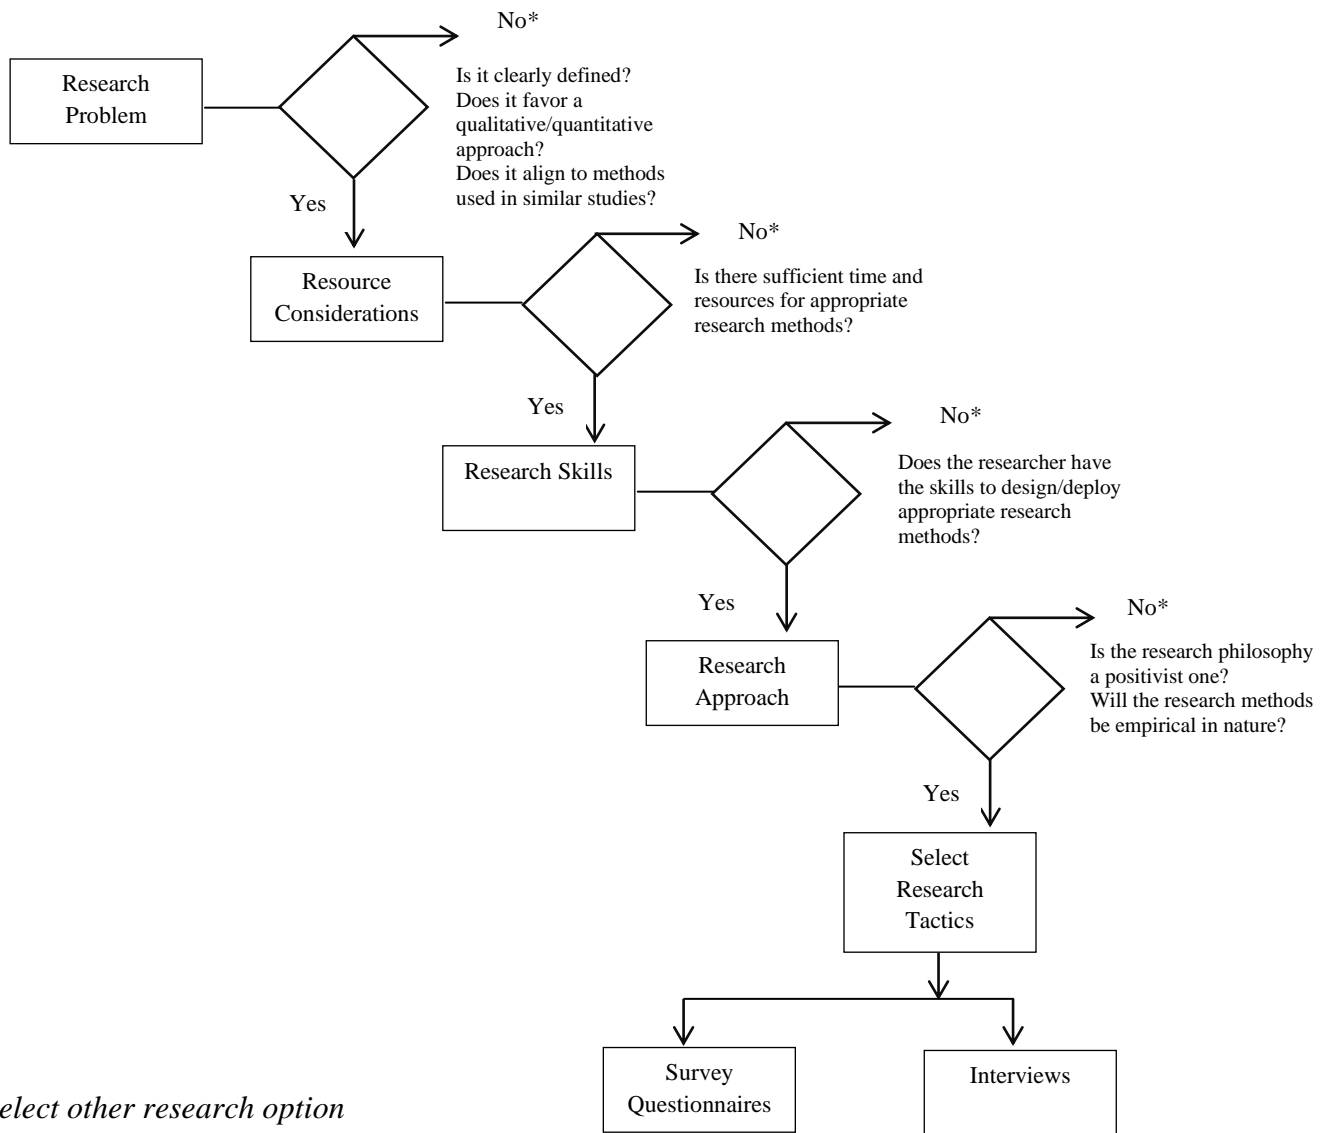 No*
Research
Problem
Is it clearly defined?
Does it favor a
qualitative/quantitative
approach?
Does it align to methods
used in similar studies?
Yes
No*
Resource
Considerations
Is there sufficient time and
resources for appropriate
research methods?
Yes
No*
Research Skills
Does the researcher have
the skills to design/deploy
appropriate research
methods?
Yes
No*
Research
Approach
Is the research philosophy
a positivist one?
Will the research methods
be empirical in nature?
Yes
Select
Research
Tactics
Survey
Questionnaires
Interviews
elect other research option